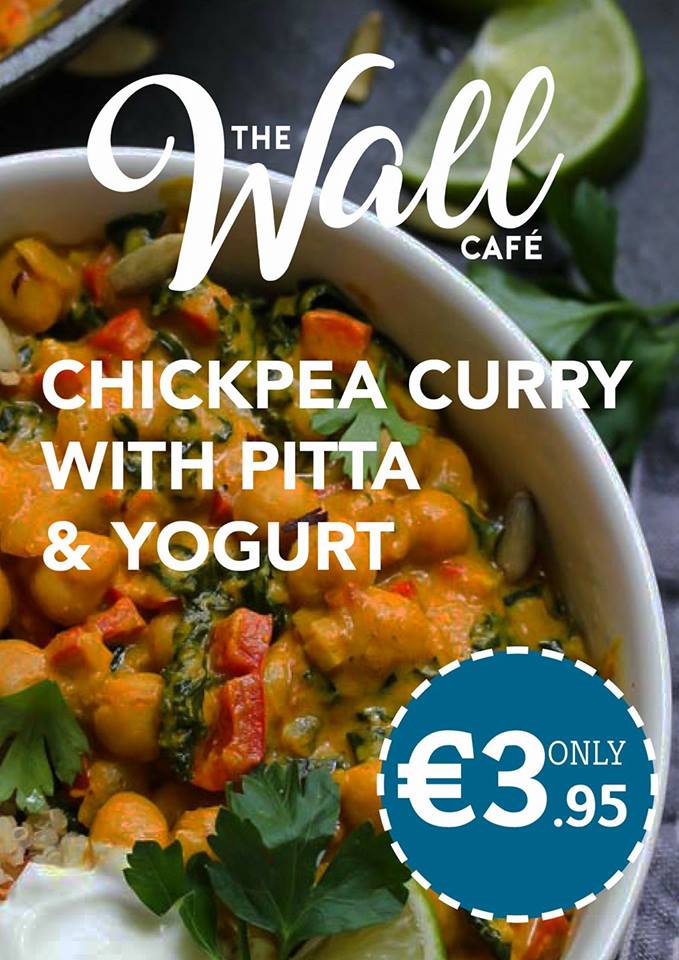 THE
Wall
CAFÉ
CHICKPEA CURRY
WITH PITTA
& YOGURT
€3.95
ONLY